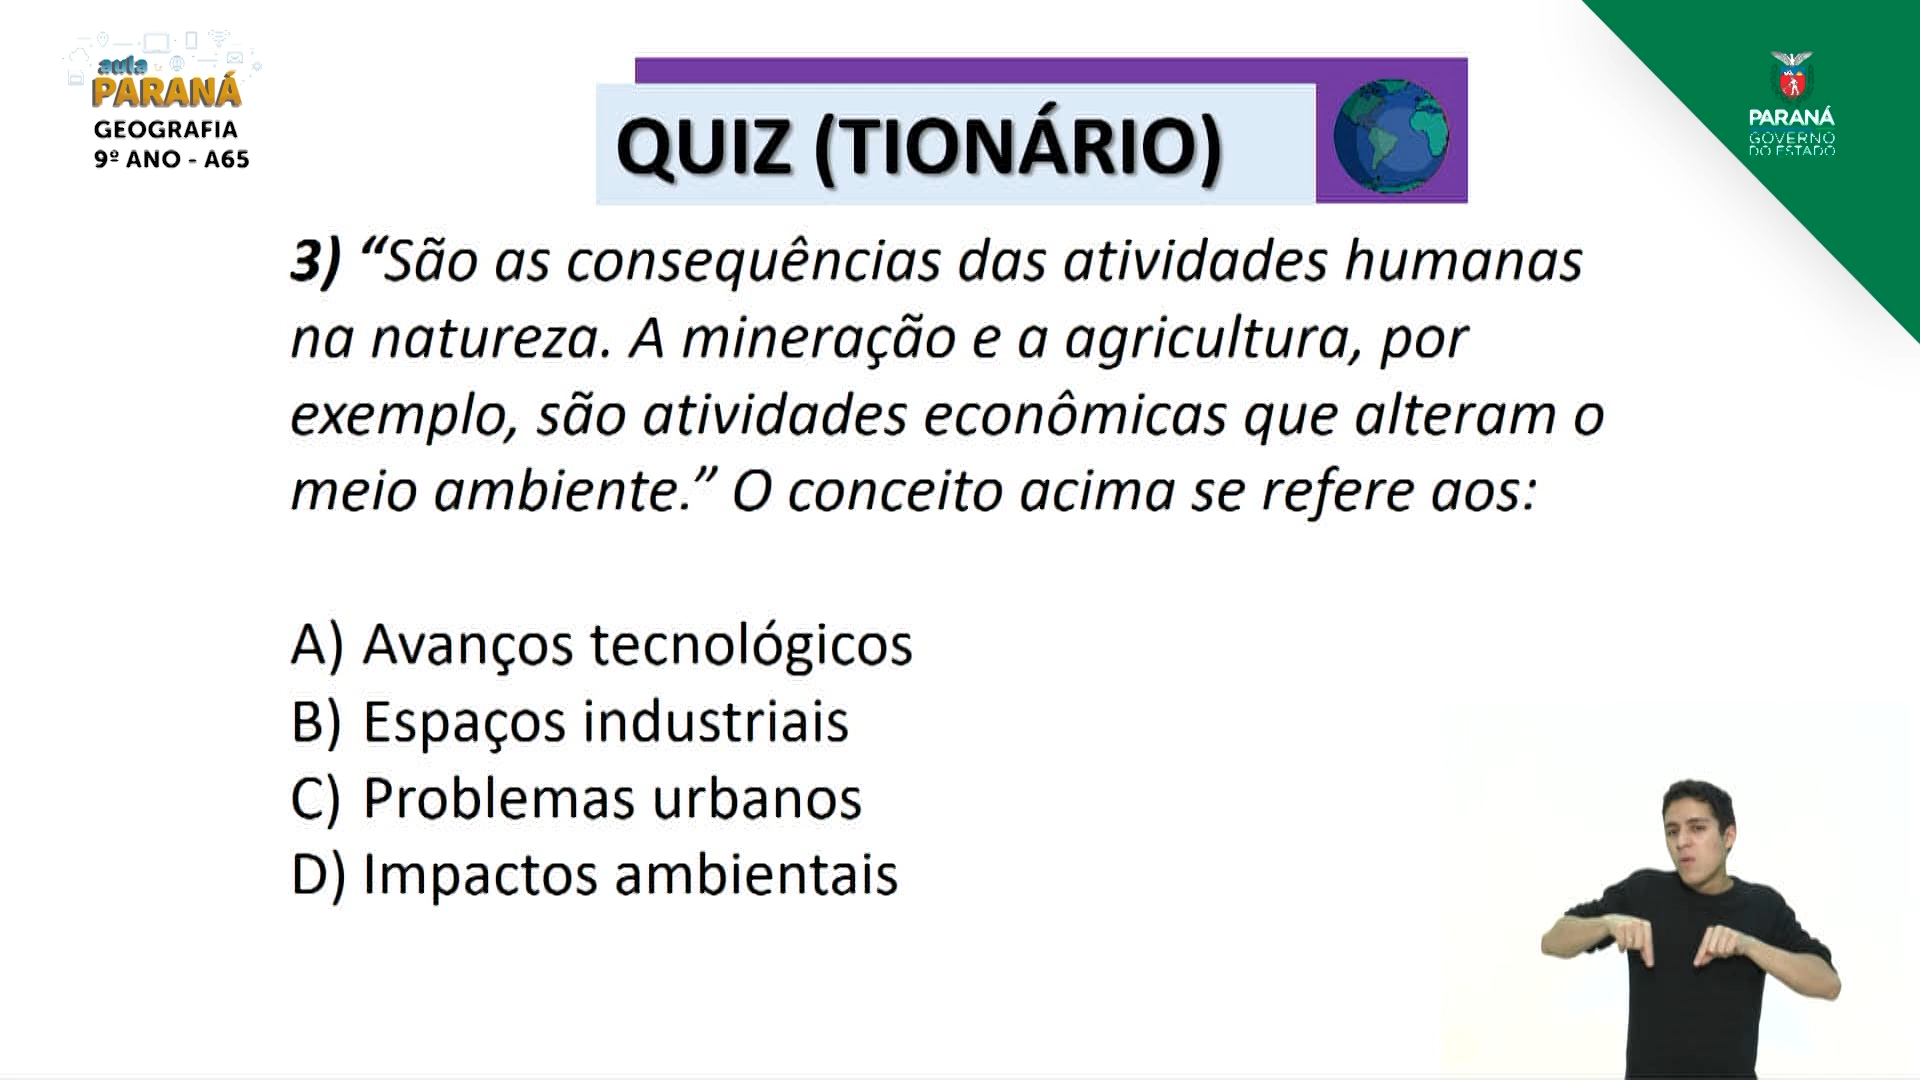 aula
PARANÁ
GEOGRAFIA
9º ANO - A65
QUIZ (TIONÁRIO)
PARANÁ
GOVERNO
DO ESTADO
3) “São as consequências das atividades humanas
na natureza. A mineração e a agricultura, por
exemplo, são atividades econômicas que alteram o
meio ambiente.” O conceito acima se refere aos:
A) Avanços tecnológicos
B) Espaços industriais
C) Problemas urbanos
D) Impactos ambientais